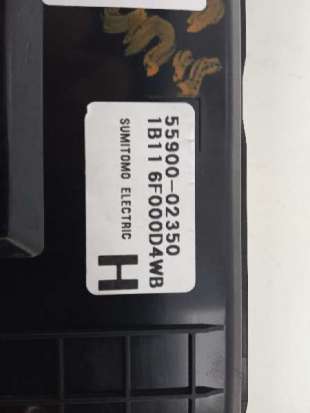 55900-02350
1B11 6F000D4WB
SUMITOMO ELECTRIC H